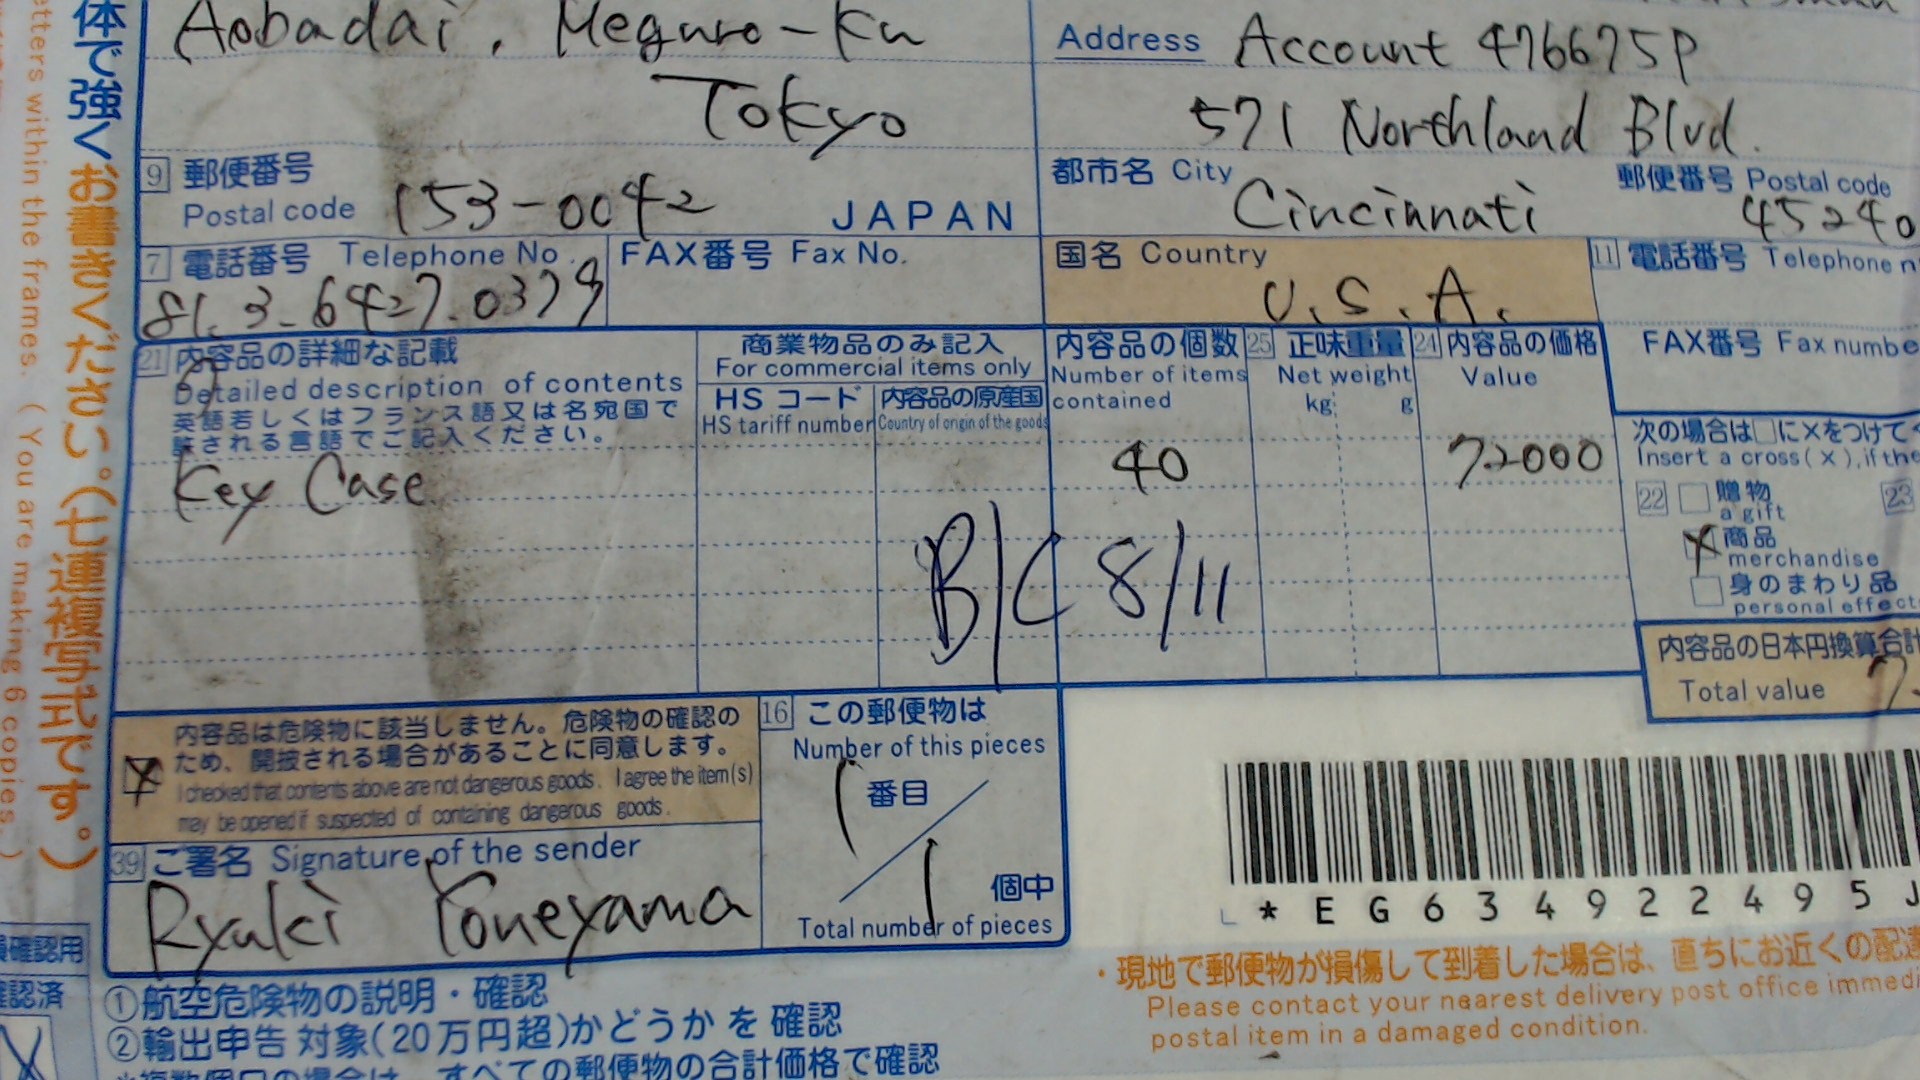 体で強くお書きください。(七連複写式です。)
etters within the frames. (You are making 6 copies.)
Aobadai, Meguro-Ku
Tokyo
9 郵便番号
Postal code 153-0042 JAPAN
7 電話番号 Telephone No.
81.3-6427.0379
FAX番号 Fax No.
Address Account 476675P
571 Northland Blvd.
都市名 City Cincinnati
郵便番号 Postal code
45240
国名 Country
U.S.A.
11 電話番号 Telephone n
FAX番号 Fax numbe
21 内容品の詳細な記載
Detailed description of contents
英語若しくはフランス語又は名宛国で
許される言語でご記入ください。
商業物品のみ記入
For commercial items only
HSコード
HS tariff number
内容品の原産国
Country of origin of the goods
内容品の個数
Number of items
contained
25 正味重量
Net weight
kg g
24 内容品の価格
Value
Key Case 40 72000
B/C 8/11
次の場合は□に×をつけて
Insert a cross(×),if the
22 贈物
a gift
23
X 商品
merchandise
身のまわり品
personal effects
内容品の日本円換算合計
Total value
内容品は危険物に該当しません。危険物の確認の
ため、開披される場合があることに同意します。
I checked that contents above are not dangerous goods. I agree the item(s)
may be opened if suspected of containing dangerous goods.
16 この郵便物は
Number of this pieces
1 番目
1 個中
Total number of pieces
39 ご署名 Signature of the sender
Ryuki Yoneyama
* E G 6 3 4 9 2 2 4 9 5 J
・現地で郵便物が損傷して到着した場合は、直ちにお近くの配達
Please contact your nearest delivery post office immedi
postal item in a damaged condition.
確認用
認済
①航空危険物の説明・確認
②輸出申告対象(20万円超)かどうかを確認
すべての郵便物の合計価格で確認